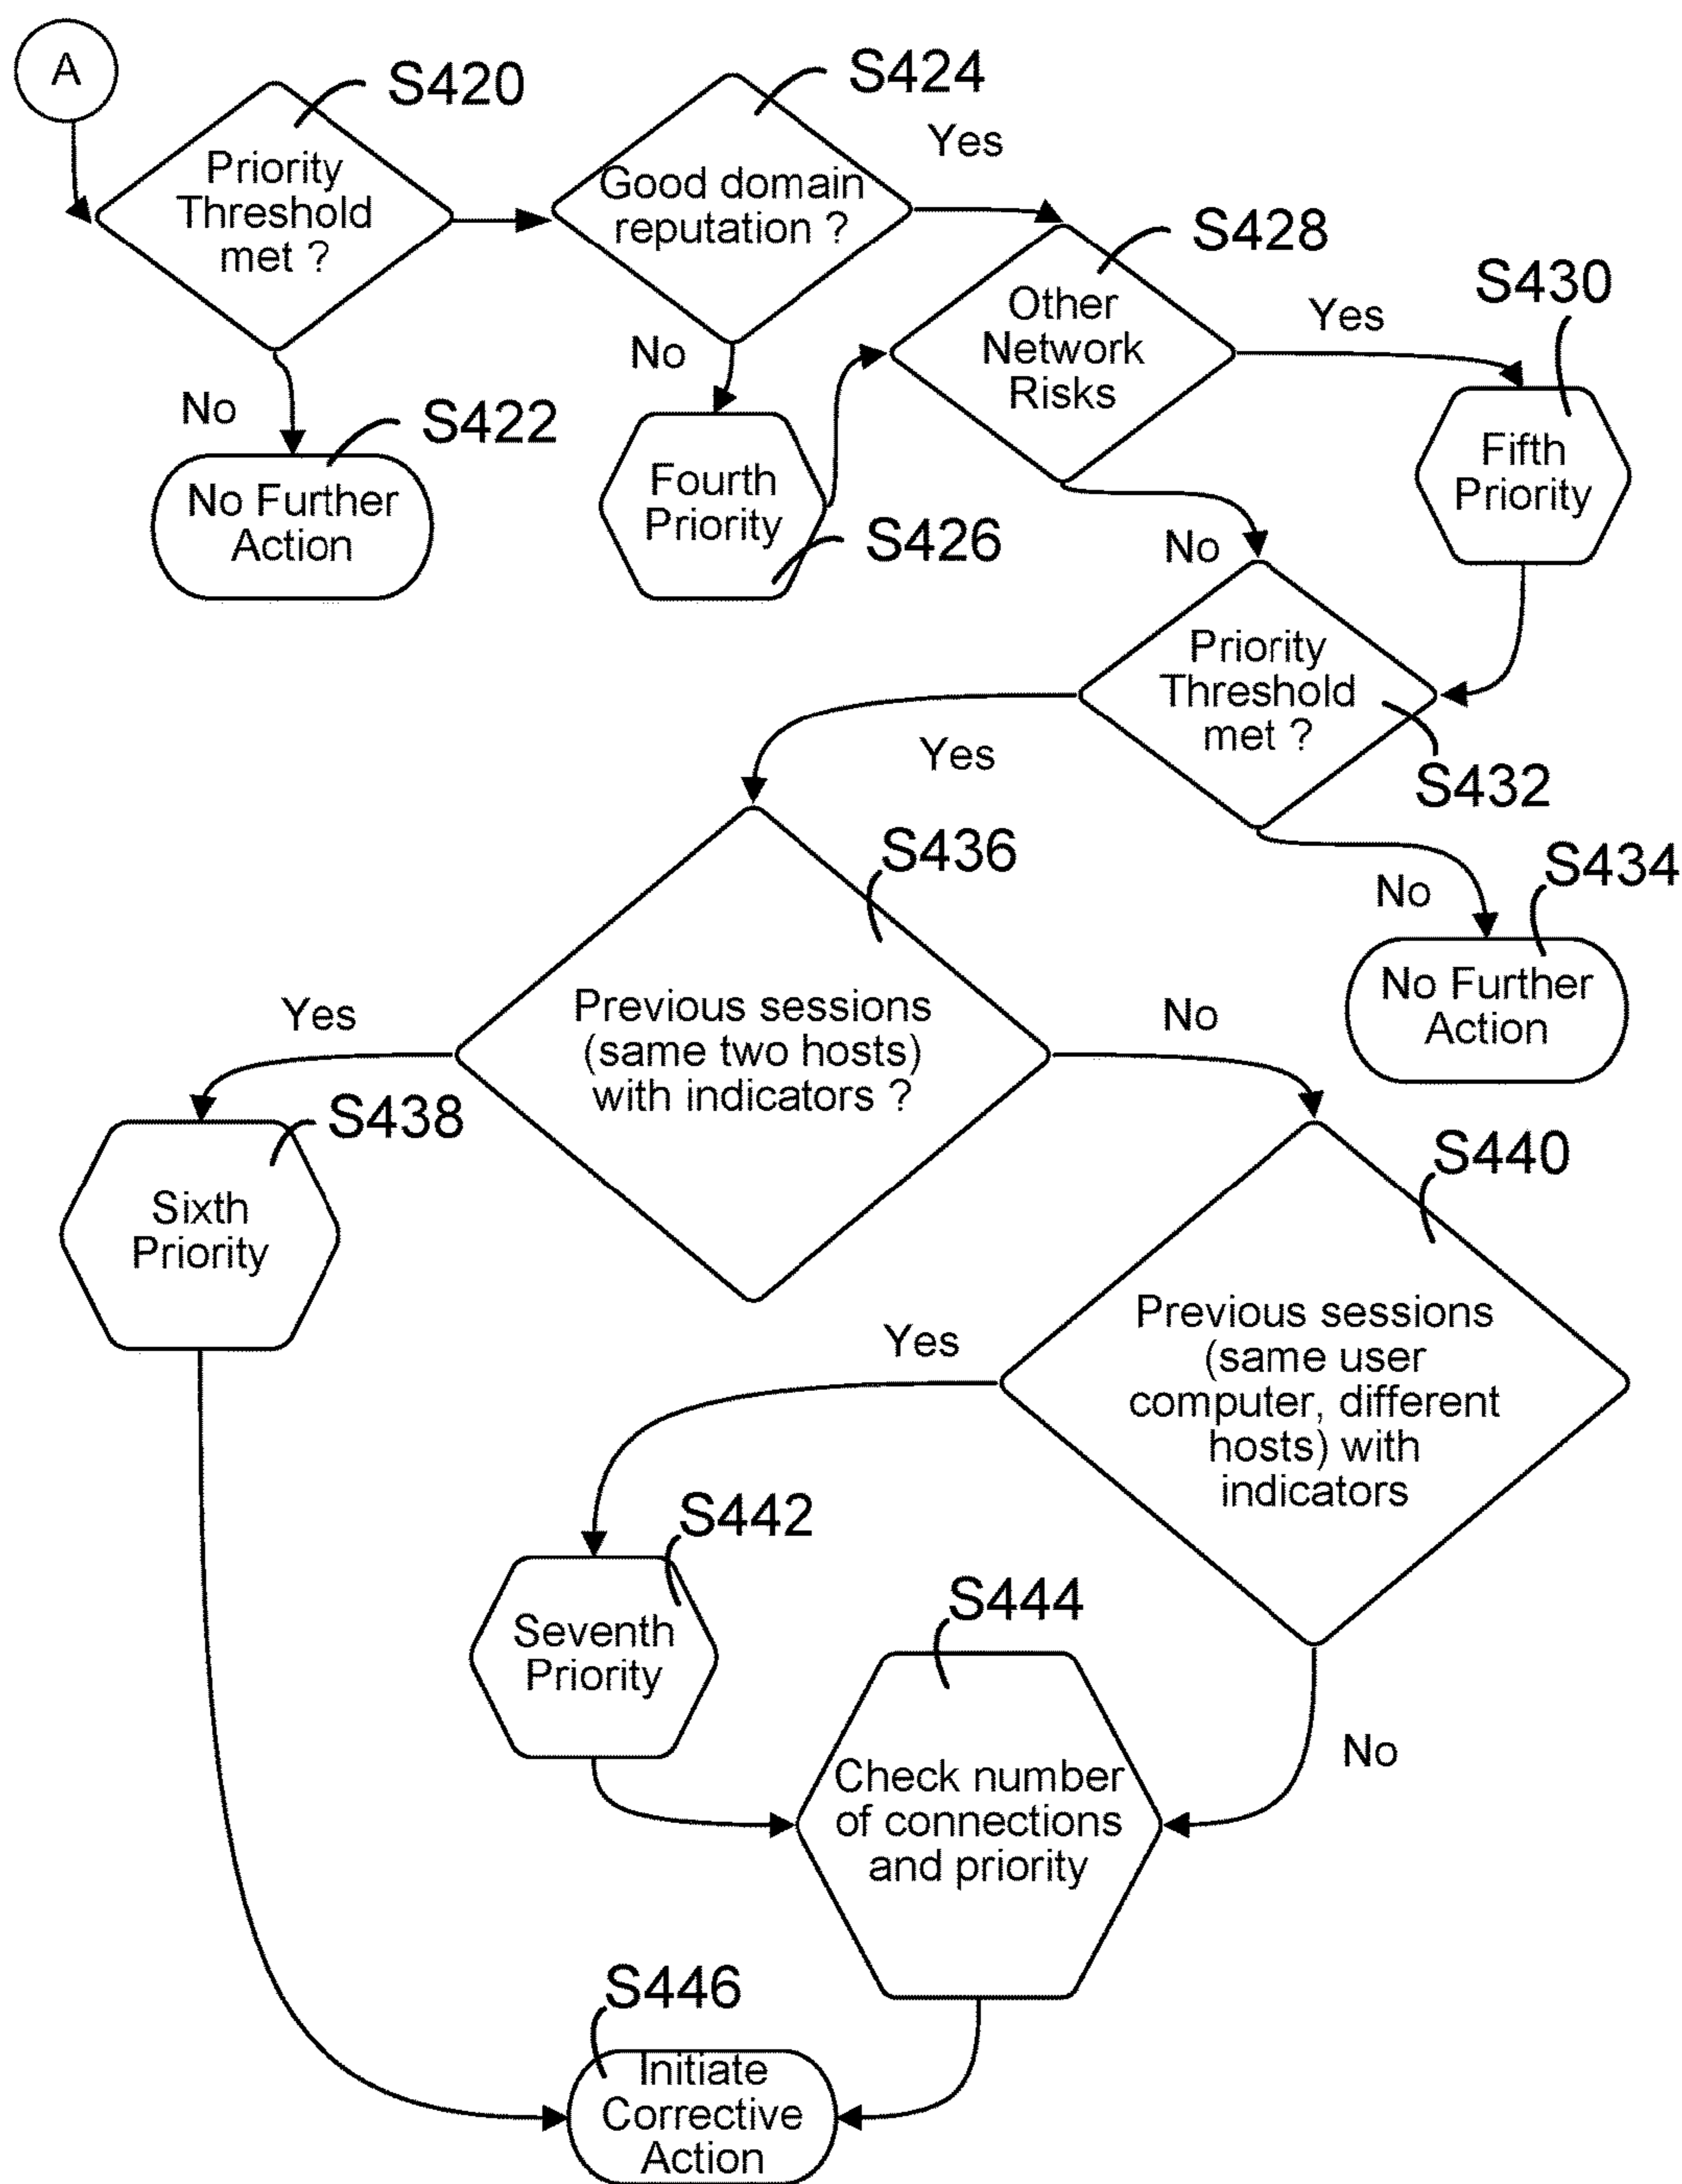 A
S420
Priority
Threshold
met ?
S424
Good domain
reputation ?
Yes
S428
Other
Network
Risks
Yes
S430
Fifth
Priority
No
S422
No Further
Action
No
Fourth
Priority
S426
No
Priority
Threshold
met ?
S432
Yes
No
S434
No Further
Action
S436
Previous sessions
(same two hosts)
with indicators ?
Yes
No
S438
Sixth
Priority
S440
Previous sessions
(same user
computer, different
hosts) with
indicators
Yes
S442
Seventh
Priority
S444
Check number
of connections
and priority
No
S446
Initiate
Corrective
Action